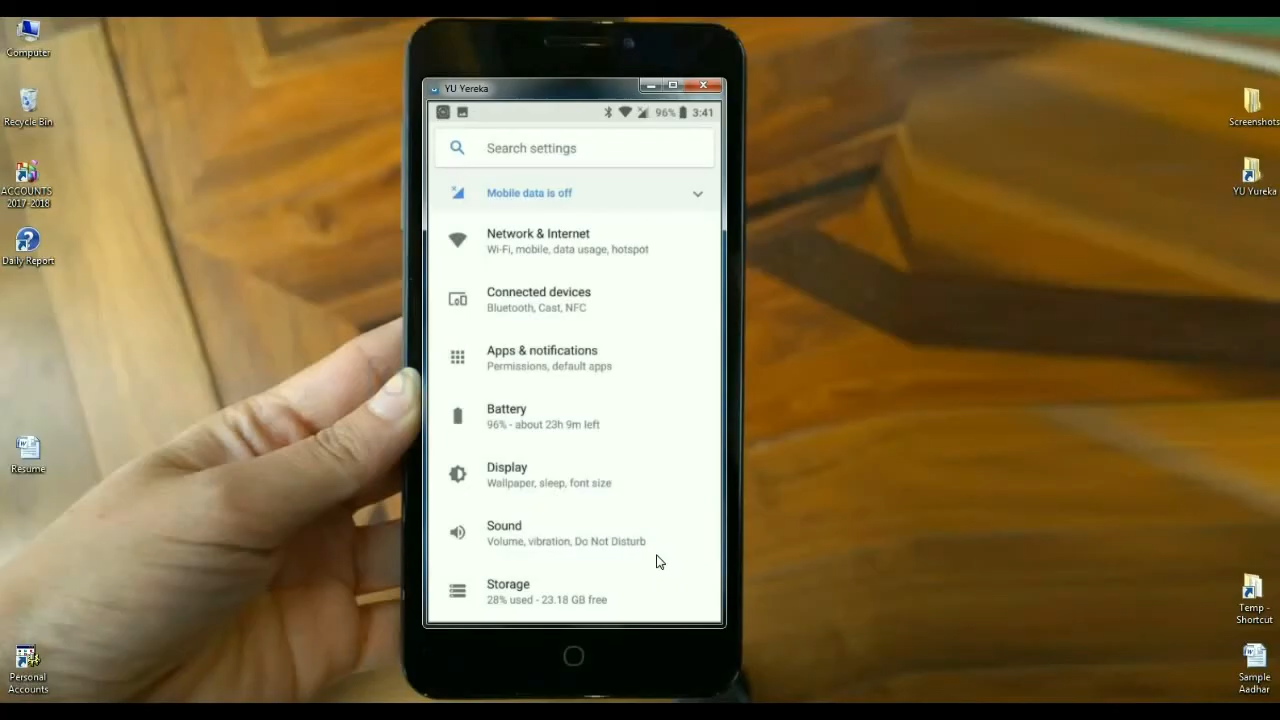 Computer
Recycle Bin
ACCOUNTS
2017-2018
Daily Report
Resume
Personal
Accounts
YU Yereka
96%
3:41
Search settings
Mobile data is off
Network & Internet
Wi-Fi, mobile, data usage, hotspot
Connected devices
Bluetooth, Cast, NFC
Apps & notifications
Permissions, default apps
Battery
96% - about 23h 9m left
Display
Wallpaper, sleep, font size
Sound
Volume, vibration, Do Not Disturb
Storage
28% used - 23.18 GB free
Screenshots
YU Yureka
Temp -
Shortcut
Sample
Aadhar